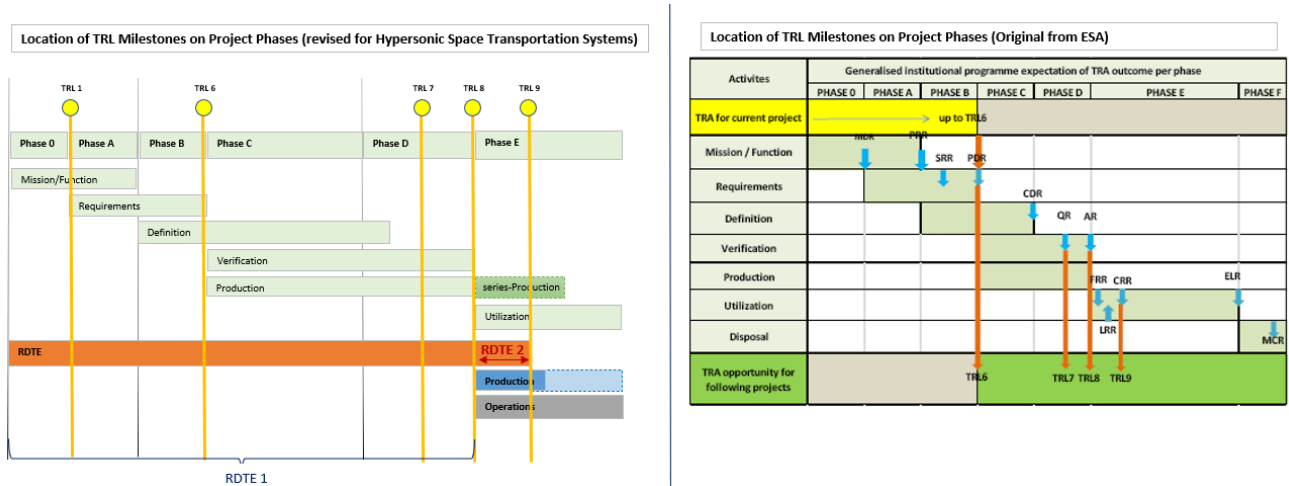 Location of TRL Milestones on Project Phases (revised for Hypersonic Space Transportation Systems)
TRL 1
TRL 6
TRL 7
TRL 8
TRL 9
Phase 0
Phase A
Phase B
Phase C
Phase D
Phase E
Mission/Function
Requirements
Definition
Verification
Production
series-Production
Utilization
RDTE
RDTE 2
Production
Operations
RDTE 1
Location of TRL Milestones on Project Phases (Original from ESA)
Activites
Generalised institutional programme expectation of TRA outcome per phase
PHASE 0
PHASE A
PHASE B
PHASE C
PHASE D
PHASE E
PHASE F
TRA for current project
up to TRL6
MDR
PRR
Mission / Function
SRR
PDR
Requirements
CDR
Definition
QR
AR
Verification
Production
FRR
CRR
ELR
Utilization
LRR
Disposal
MCR
TRA opportunity for
following projects
TRL6
TRL7
TRL8
TRL9